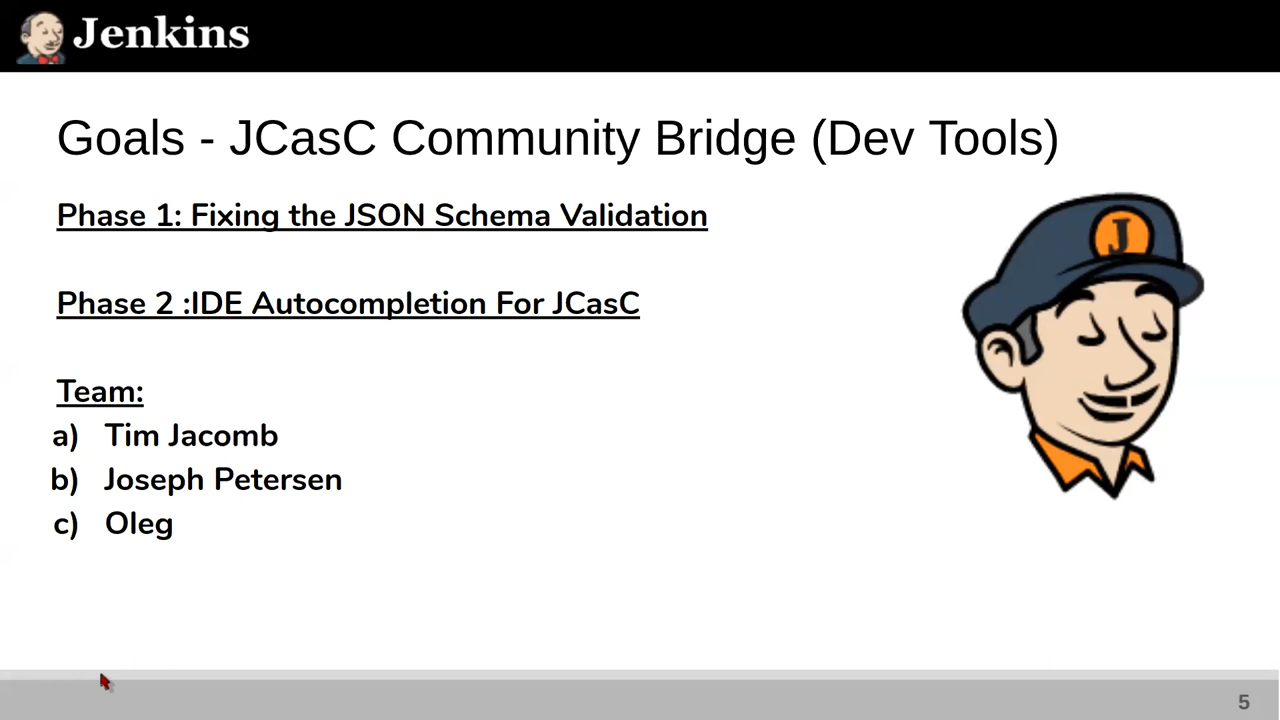 Jenkins
Goals - JCasC Community Bridge (Dev Tools)
Phase 1: Fixing the JSON Schema Validation
Phase 2 :IDE Autocompletion For JCasC
Team:
a) Tim Jacomb
b) Joseph Petersen
c) Oleg
J
5